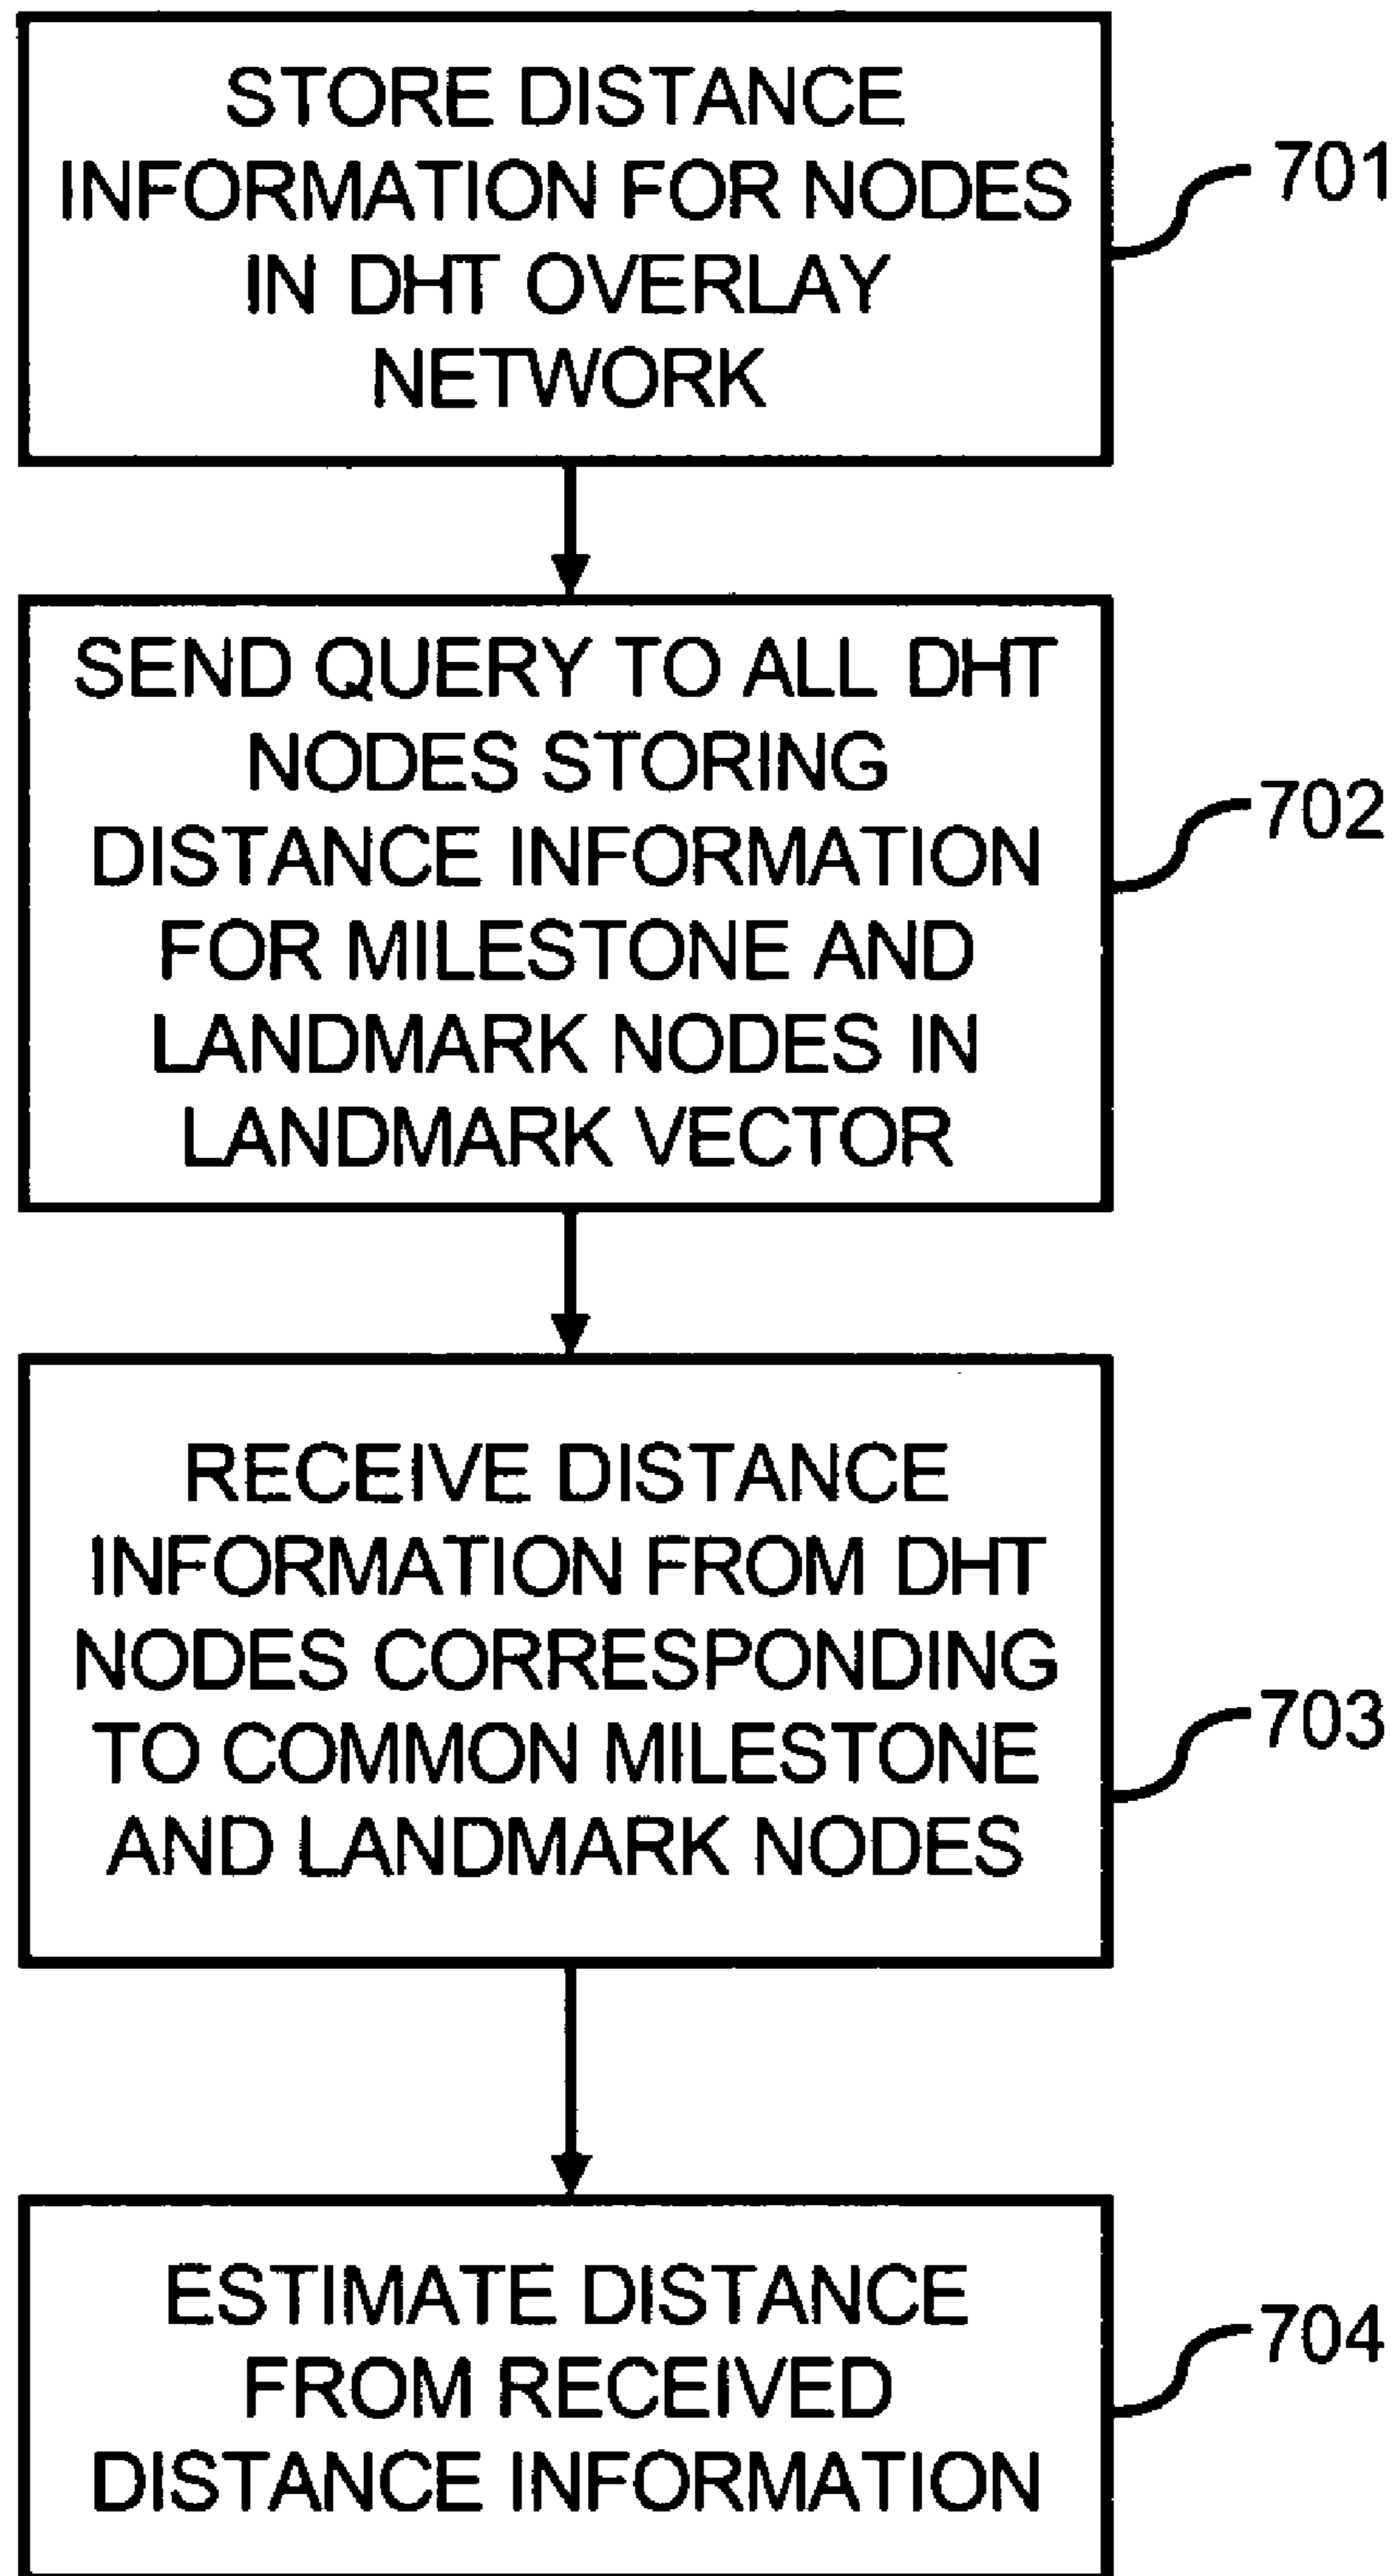 STORE DISTANCE
INFORMATION FOR NODES
IN DHT OVERLAY
NETWORK
701
SEND QUERY TO ALL DHT
NODES STORING
DISTANCE INFORMATION
FOR MILESTONE AND
LANDMARK NODES IN
LANDMARK VECTOR
702
RECEIVE DISTANCE
INFORMATION FROM DHT
NODES CORRESPONDING
TO COMMON MILESTONE
AND LANDMARK NODES
703
ESTIMATE DISTANCE
FROM RECEIVED
DISTANCE INFORMATION
704